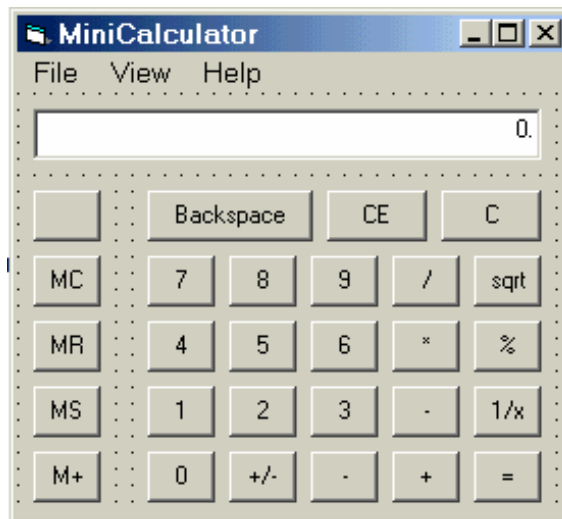 MiniCalculator
File View Help
0.
Backspace CE C
MC 7 8 9 / sqrt
MR 4 5 6 * %
MS 1 2 3 - 1/x
M+ 0 +/- - + =